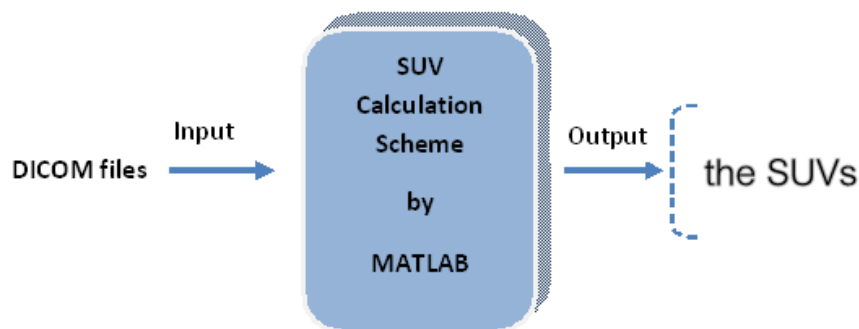 DICOM files
Input
SUV
Calculation
Scheme
by
MATLAB
Output
the SUVs